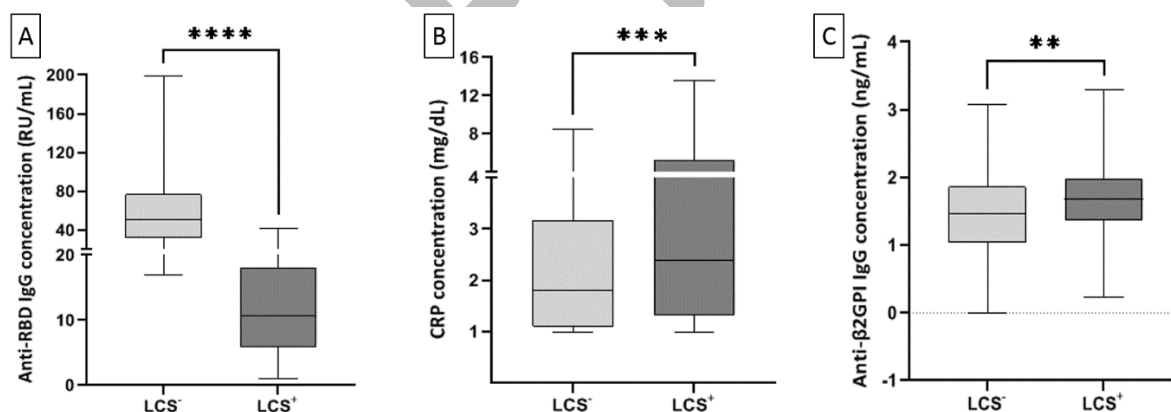 A
Anti-RBD IgG concentration (RU/mL)
200
160
120
80
40
20
10
0
****
LCS⁻
LCS⁺
B
CRP concentration (mg/dL)
16
12
8
4
3
2
1
***
LCS⁻
LCS⁺
C
Anti-β2GPI IgG concentration (ng/mL)
4
3
2
1
0
-1
**
LCS⁻
LCS⁺